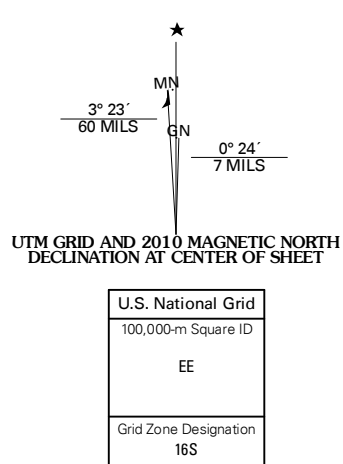 MN
3° 23´
60 MILS
GN
0° 24´
7 MILS
UTM GRID AND 2010 MAGNETIC NORTH
DECLINATION AT CENTER OF SHEET
U.S. National Grid
100,000-m Square ID
EE
Grid Zone Designation
16S